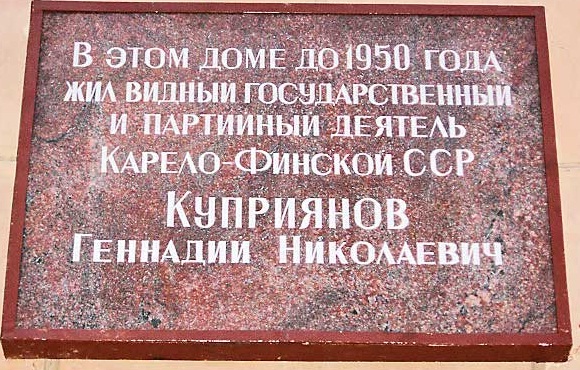 В ЭТОМ ДОМЕ ДО 1950 ГОДА
ЖИЛ ВИДНЫЙ ГОСУДАРСТВЕННЫЙ
И ПАРТИЙНЫЙ ДЕЯТЕЛЬ
КАРЕЛО-ФИНСКОЙ ССР
КУПРИЯНОВ
ГЕННАДИЙ НИКОЛАЕВИЧ